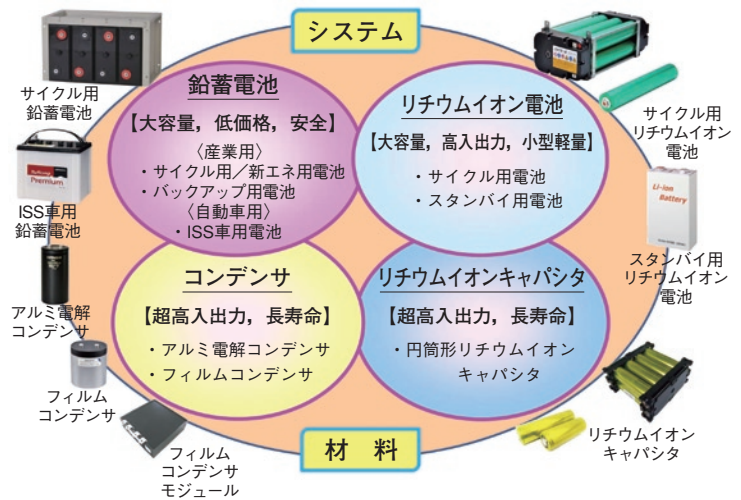 システム
サイクル用
鉛蓄電池
ISS車用
鉛蓄電池
アルミ電解
コンデンサ
フィルム
コンデンサ
フィルム
コンデンサ
モジュール
鉛蓄電池
【大容量，低価格，安全】
〈産業用〉
・サイクル用／新エネ用電池
・バックアップ用電池
〈自動車用〉
・ISS車用電池
リチウムイオン電池
【大容量，高入出力，小型軽量】
・サイクル用電池
・スタンバイ用電池
コンデンサ
【超高入出力，長寿命】
・アルミ電解コンデンサ
・フィルムコンデンサ
リチウムイオンキャパシタ
【超高入出力，長寿命】
・円筒形リチウムイオン
キャパシタ
サイクル用
リチウムイオン
電池
Li-ion
Battery
スタンバイ用
リチウムイオン
電池
リチウムイオン
キャパシタ
材　料
Premium